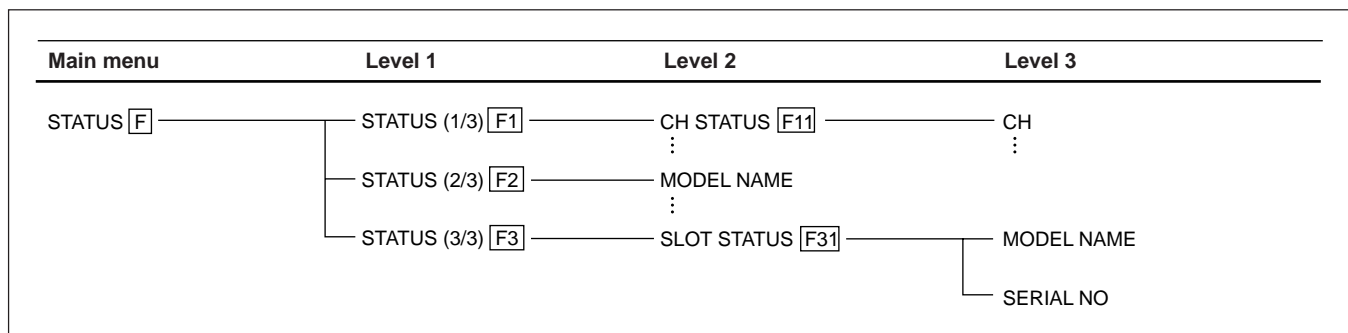 Main menu Level 1 Level 2 Level 3
STATUS F STATUS (1/3) F1 CH STATUS F11 CH
STATUS (2/3) F2 MODEL NAME
STATUS (3/3) F3 SLOT STATUS F31 MODEL NAME
SERIAL NO